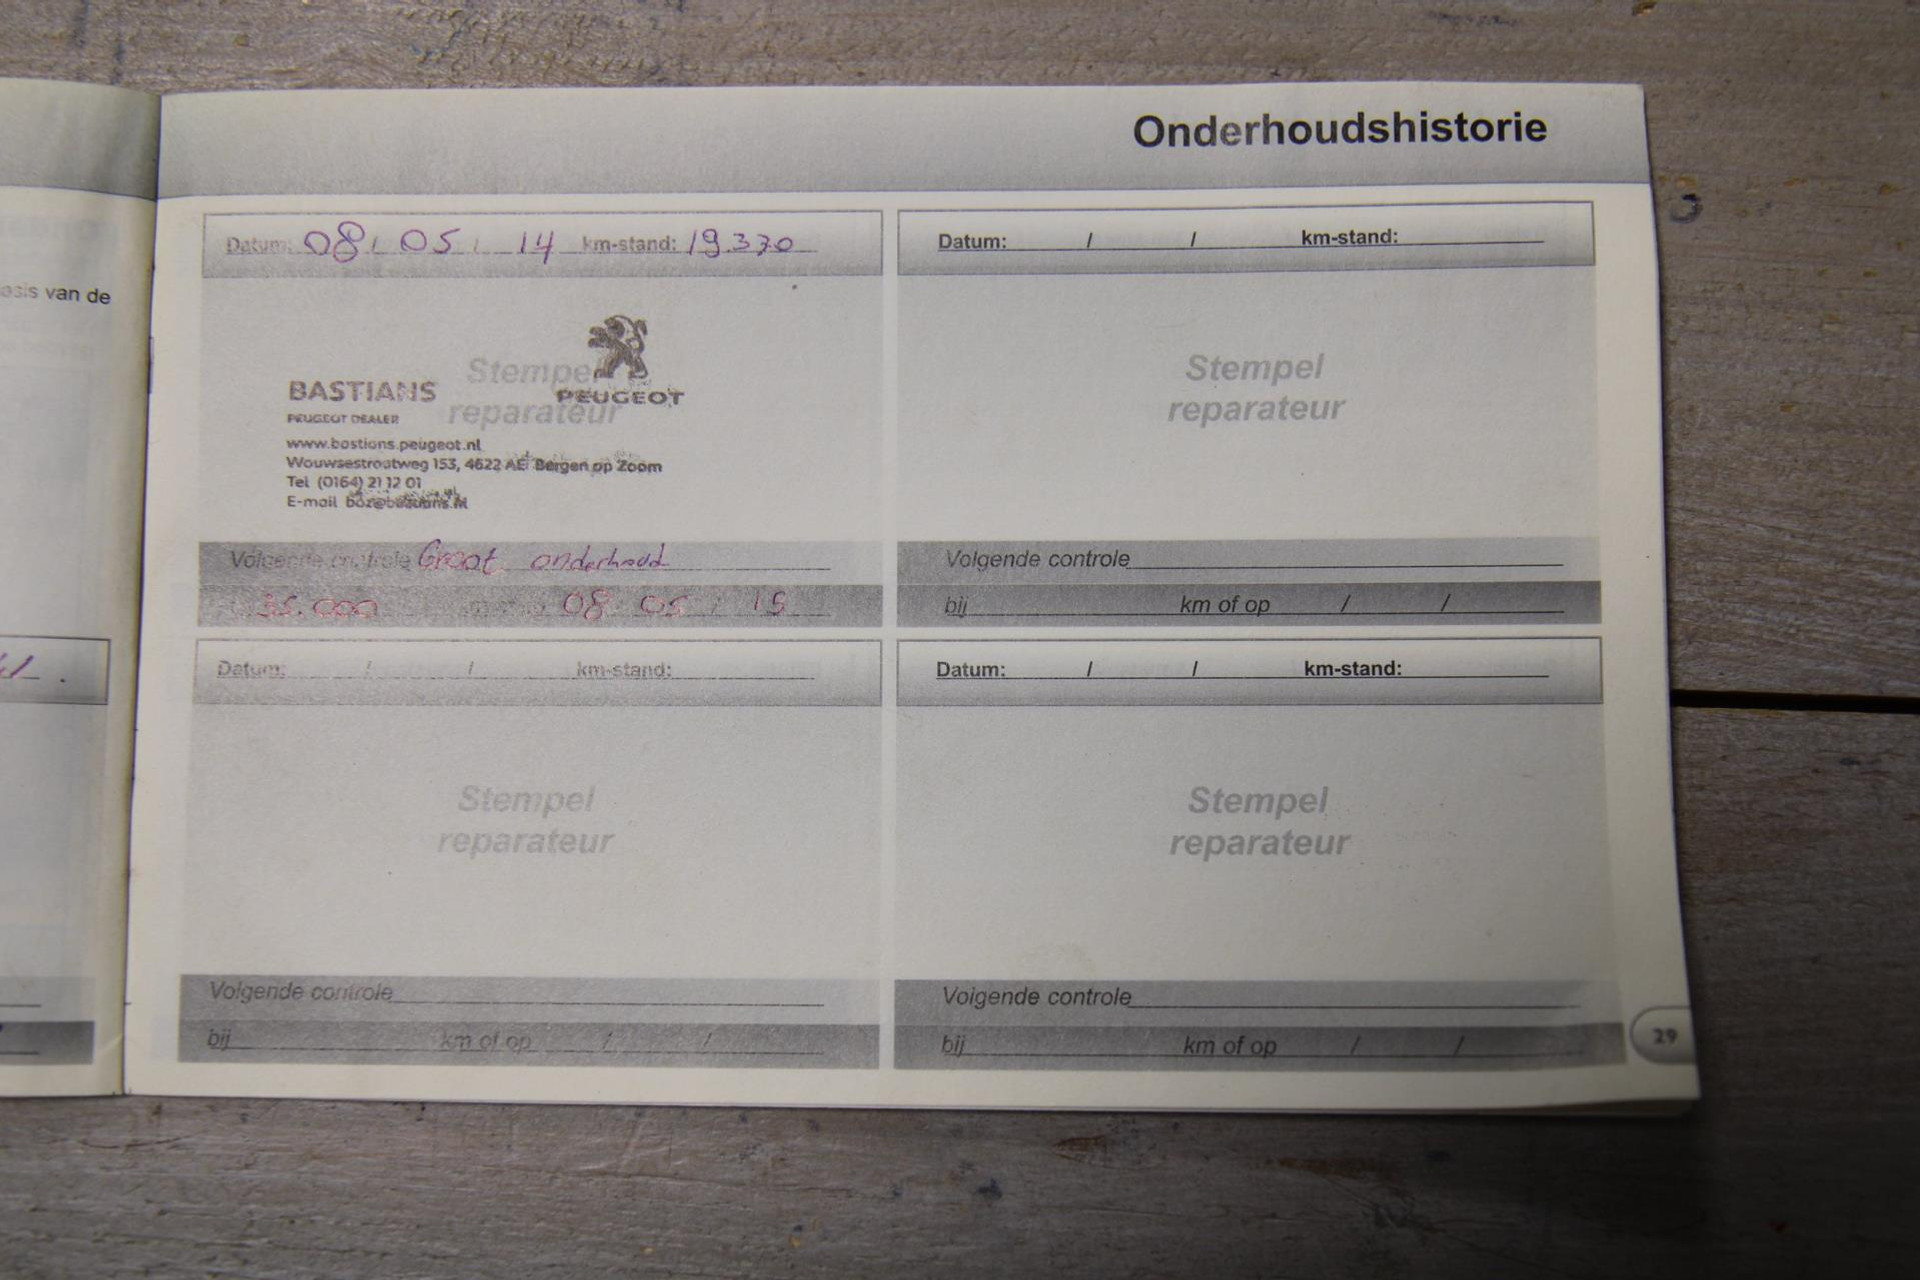 Onderhoudshistorie
van de
Datum: 08 / 05 / 14 km-stand: 19.370
Stempel
reparateur
PEUGEOT
BASTIANS
PEUGEOT DEALER
www.bastians.peugeot.nl
Wouwsestraatweg 153, 4622 AE Bergen op Zoom
Tel (0164) 21 12 01
E-mail boz@bastians.nl
Volgende controle Groot onderhoud
35.000 08 05 / 15
Datum: / / km-stand:
Stempel
reparateur
Volgende controle
bij km of op / /
Datum: / / km-stand:
Stempel
reparateur
Volgende controle
bij km of op / /
Datum: / / km-stand:
Stempel
reparateur
Volgende controle
bij km of op / /
29